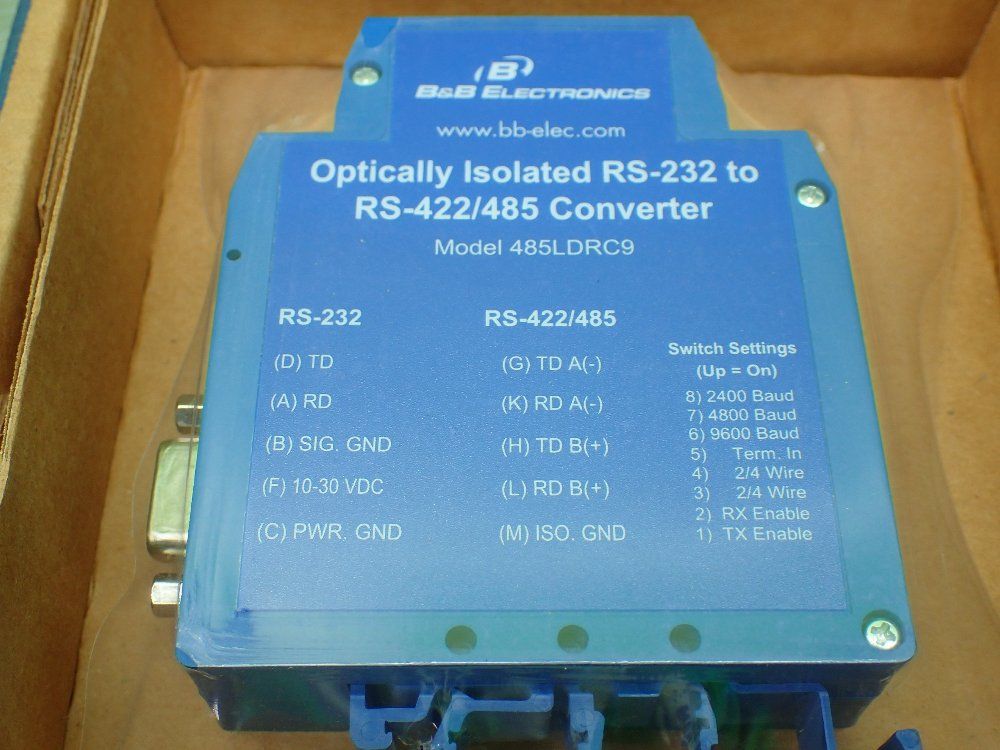 B
B&B ELECTRONICS
www.bb-elec.com
Optically Isolated RS-232 to
RS-422/485 Converter
Model 485LDRC9
RS-232
(D) TD
(A) RD
(B) SIG. GND
(F) 10-30 VDC
(C) PWR. GND
RS-422/485
(G) TD A(-)
(K) RD A(-)
(H) TD B(+)
(L) RD B(+)
(M) ISO. GND
Switch Settings
(Up = On)
8) 2400 Baud
7) 4800 Baud
6) 9600 Baud
5) Term. In
4) 2/4 Wire
3) 2/4 Wire
2) RX Enable
1) TX Enable